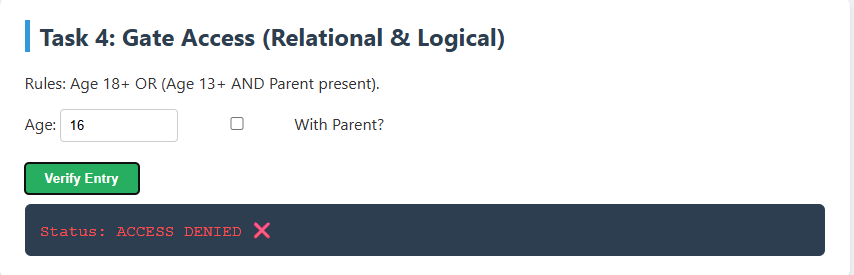 Task 4: Gate Access (Relational & Logical)
Rules: Age 18+ OR (Age 13+ AND Parent present).
Age: 16 With Parent?
Verify Entry
Status: ACCESS DENIED ❌